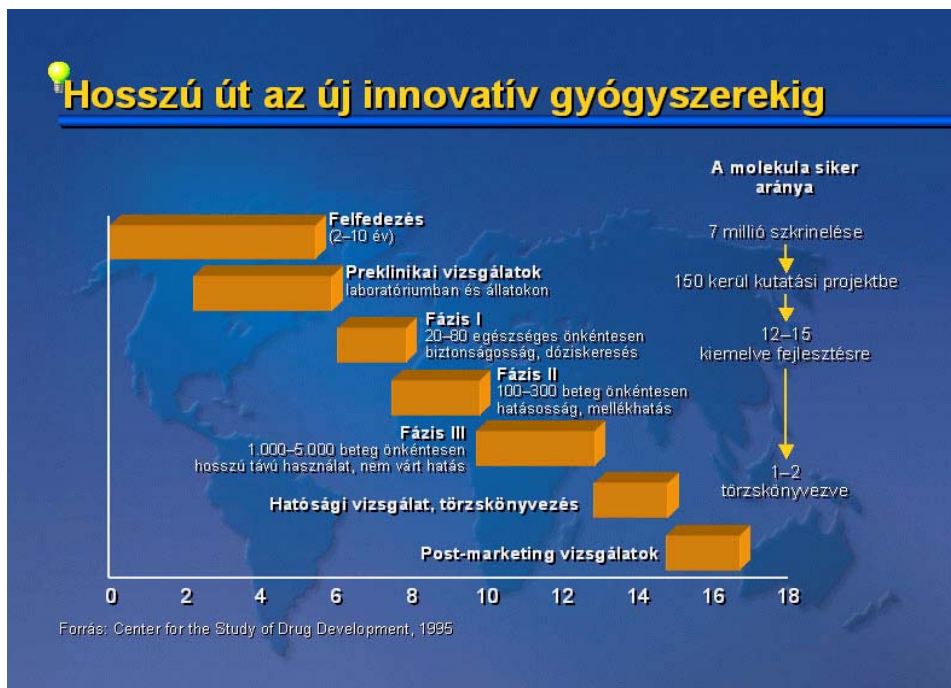 Hosszú út az új innovatív gyógyszerekig
A molekula siker
aránya
Felfedezés
(2–10 év)
7 millió szkrinelése
Preklinikai vizsgálatok
laboratóriumban és állatokon
150 kerül kutatási projektbe
Fázis I
20–80 egészséges önkéntesen
biztonságosság, dóziskeresés
12–15
kiemelve fejlesztésre
Fázis II
100–300 beteg önkéntesen
hatásosság, mellékhatás
Fázis III
1.000–5.000 beteg önkéntesen
hosszú távú használat, nem várt hatás
1–2
törzskönyvezve
Hatósági vizsgálat, törzskönyvezés
Post-marketing vizsgálatok
0 2 4 6 8 10 12 14 16 18
Forrás: Center for the Study of Drug Development, 1995